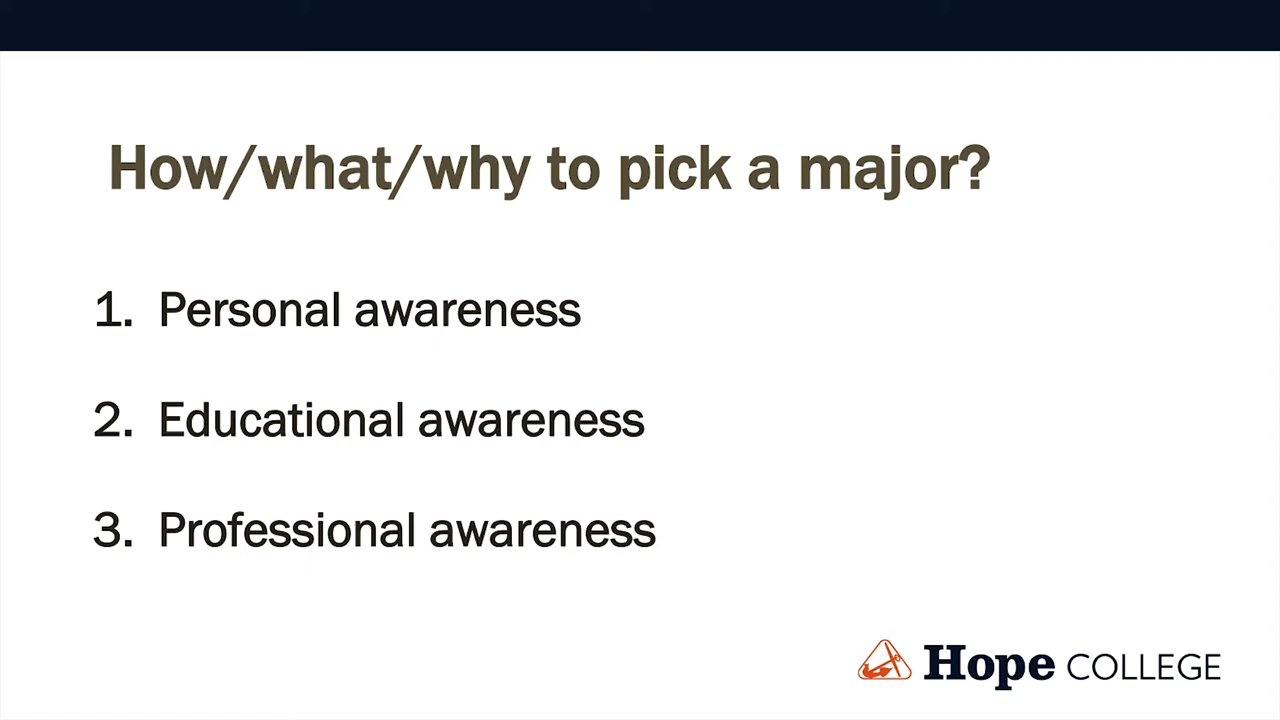 How/what/why to pick a major?
1. Personal awareness
2. Educational awareness
3. Professional awareness
Hope COLLEGE